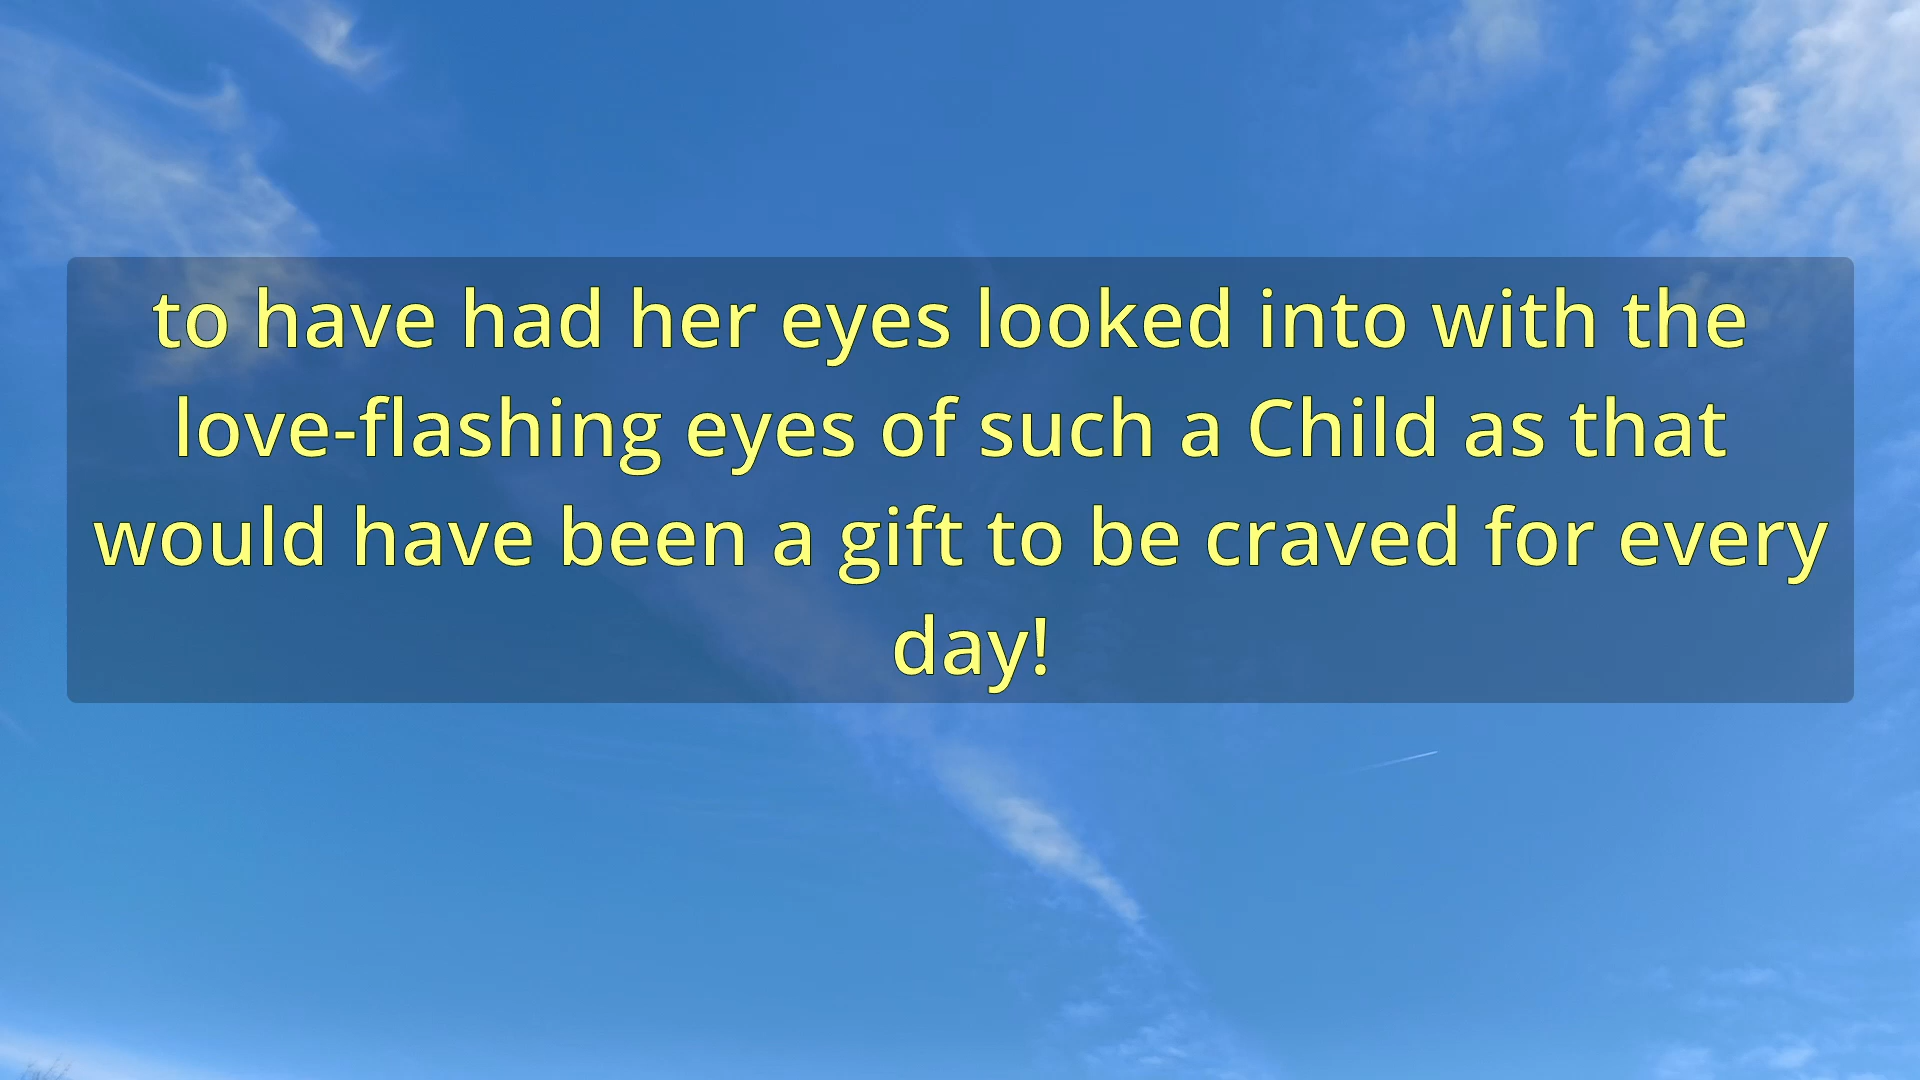 to have had her eyes looked into with the
love-flashing eyes of such a Child as that
would have been a gift to be craved for every
day!